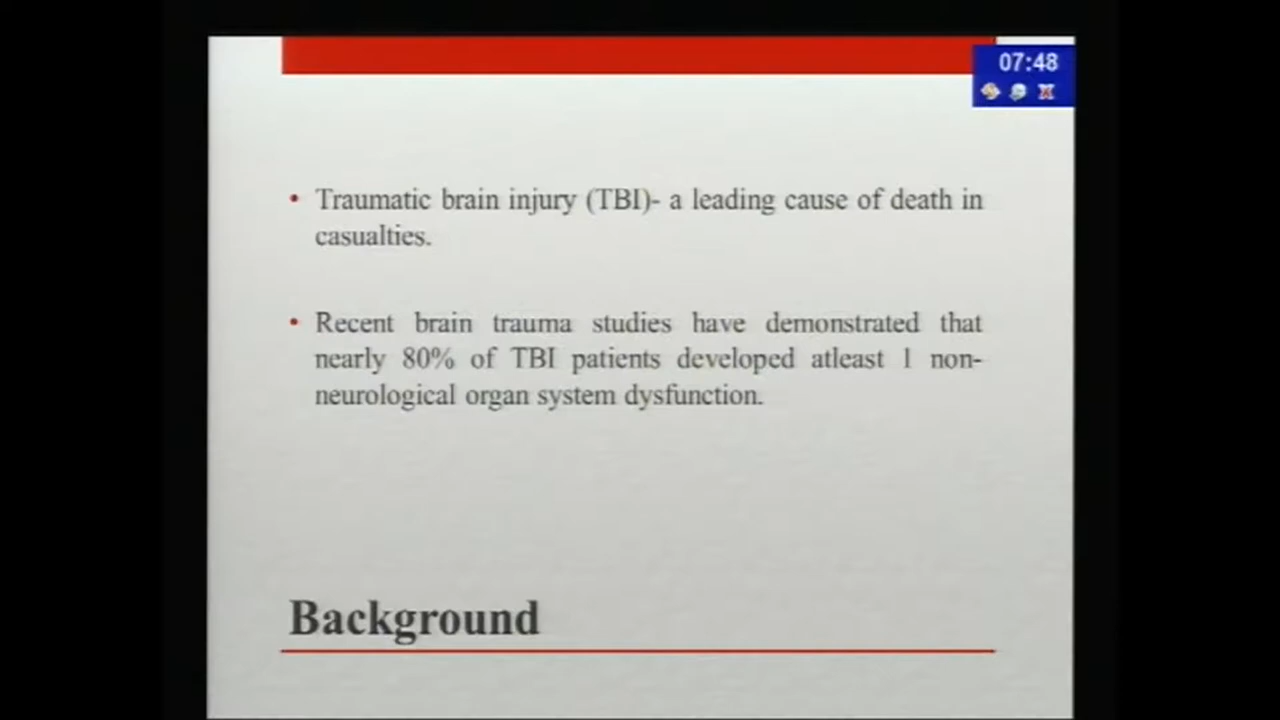 07:48
• Traumatic brain injury (TBI)- a leading cause of death in
casualties.
• Recent brain trauma studies have demonstrated that
nearly 80% of TBI patients developed atleast 1 non-
neurological organ system dysfunction.
Background